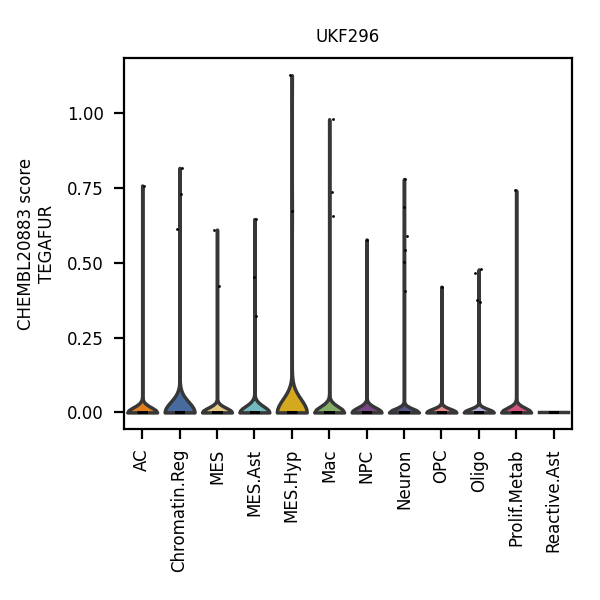 UKF296
CHEMBL20883 score
TEGAFUR
1.00
0.75
0.50
0.25
0.00
AC
Chromatin.Reg
MES
MES.Ast
MES.Hyp
Mac
NPC
Neuron
OPC
Oligo
Prolif.Metab
Reactive.Ast